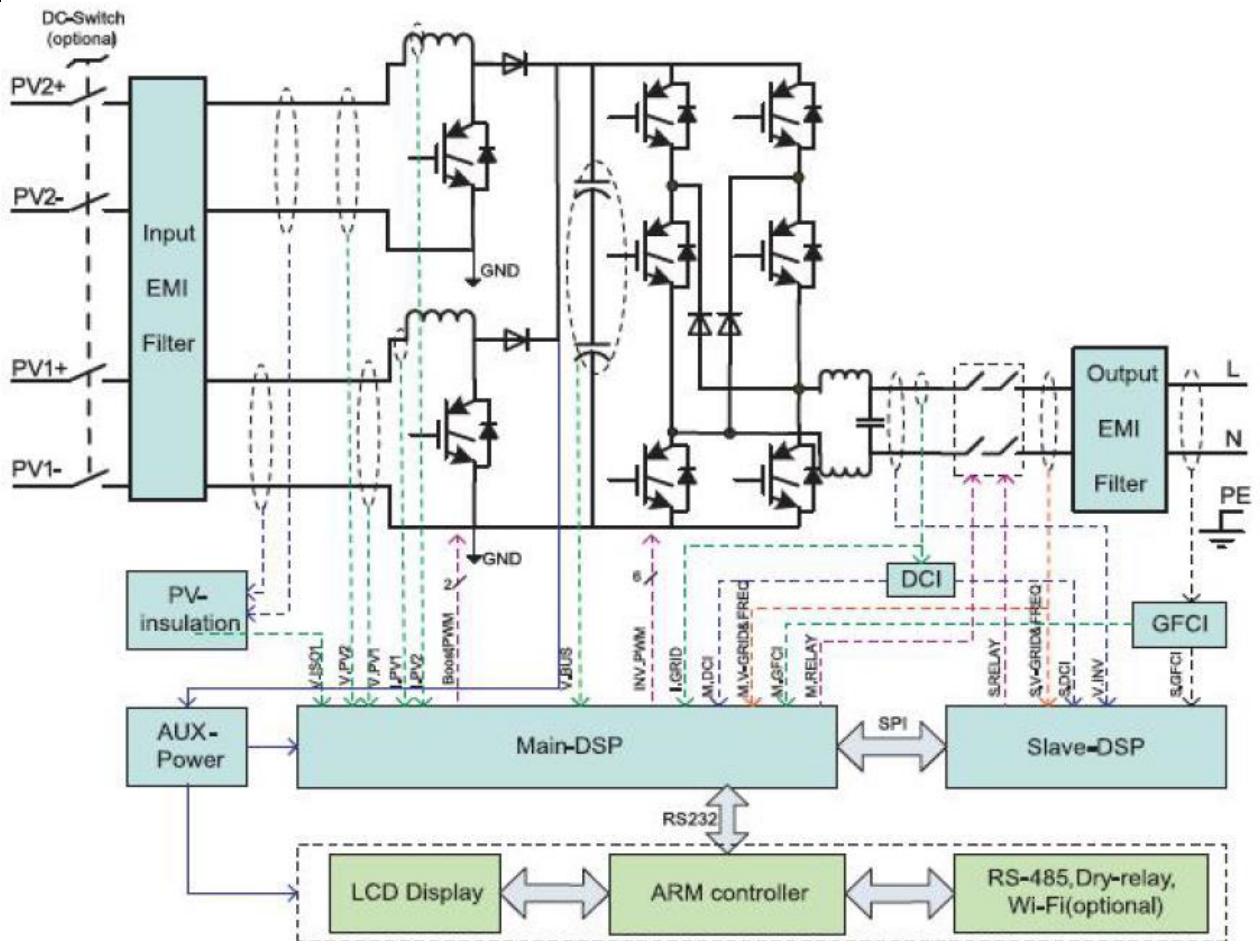 DC-Switch
(optional)
PV2+
PV2-
PV1+
PV1-
Input
EMI
Filter
GND
GND
Output
EMI
Filter
L
N
PE
PV-
insulation
DCI
GFCI
V.ISO1
V.PV2
V.PV1
I.PV1
I.PV2
Boost PWM
2
V.BUS
INV.PWM
6
I.GRID
M.DCI
M.V-GRID&FREQ
M.GFCI
M.RELAY
S.RELAY
S.V-GRID&FREQ
S.DCI
V.INV
S.GFCI
AUX-
Power
Main-DSP
SPI
Slave-DSP
RS232
LCD Display
ARM controller
RS-485,Dry-relay,
Wi-Fi(optional)